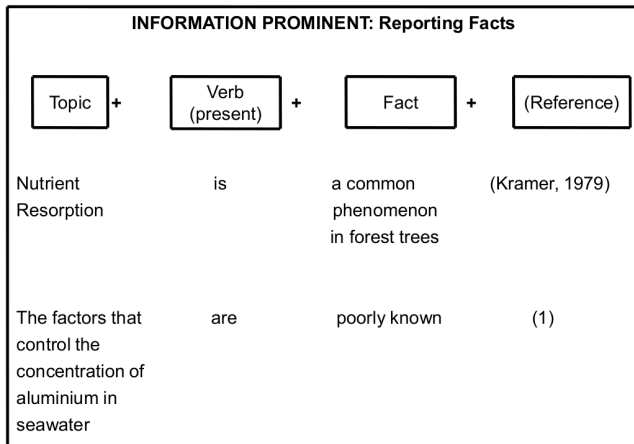 INFORMATION PROMINENT: Reporting Facts
Topic + Verb + Fact + (Reference)
(present)
Nutrient is a common (Kramer, 1979)
Resorption phenomenon
in forest trees
The factors that are poorly known (1)
control the
concentration of
aluminium in
seawater